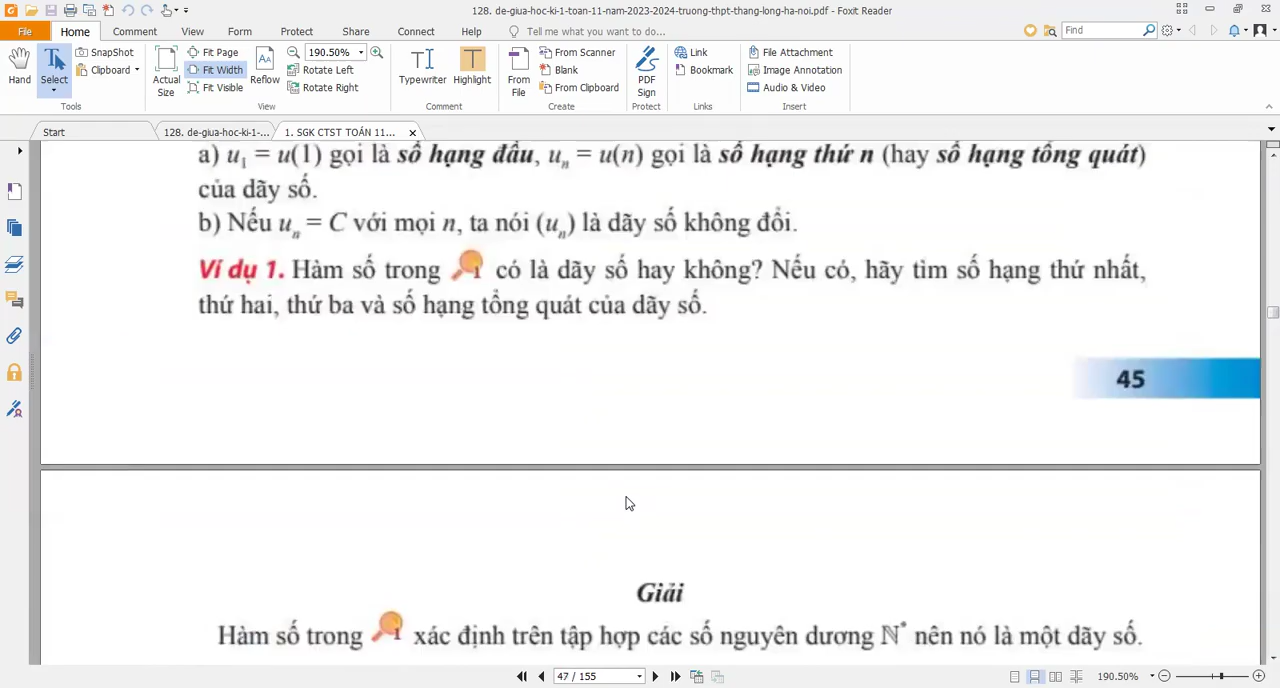 128. de-giua-hoc-ki-1-toan-11-nam-2023-2024-truong-thpt-thang-long-ha-noi.pdf - Foxit Reader
File Home Comment View Form Protect Share Connect Help Tell me what you want to do... Find
Hand
Select
SnapShot
Clipboard
Tools
Actual Size
Fit Page
Fit Width
Fit Visible
Reflow
190.50%
Rotate Left
Rotate Right
View
Typewriter
Highlight
Comment
From File
From Scanner
Blank
From Clipboard
Create
PDF Sign
Protect
Link
Bookmark
Links
File Attachment
Image Annotation
Audio & Video
Insert
Start
128. de-giua-hoc-ki-1-...
1. SGK CTST TOÁN 11...
a) u₁ = u(1) gọi là số hạng đầu, uₙ = u(n) gọi là số hạng thứ n (hay số hạng tổng quát)
của dãy số.
b) Nếu uₙ = C với mọi n, ta nói (uₙ) là dãy số không đổi.
Ví dụ 1. Hàm số trong 1 có là dãy số hay không? Nếu có, hãy tìm số hạng thứ nhất,
thứ hai, thứ ba và số hạng tổng quát của dãy số.
45
Giải
Hàm số trong 1 xác định trên tập hợp các số nguyên dương ℕ* nên nó là một dãy số.
47 / 155
190.50%